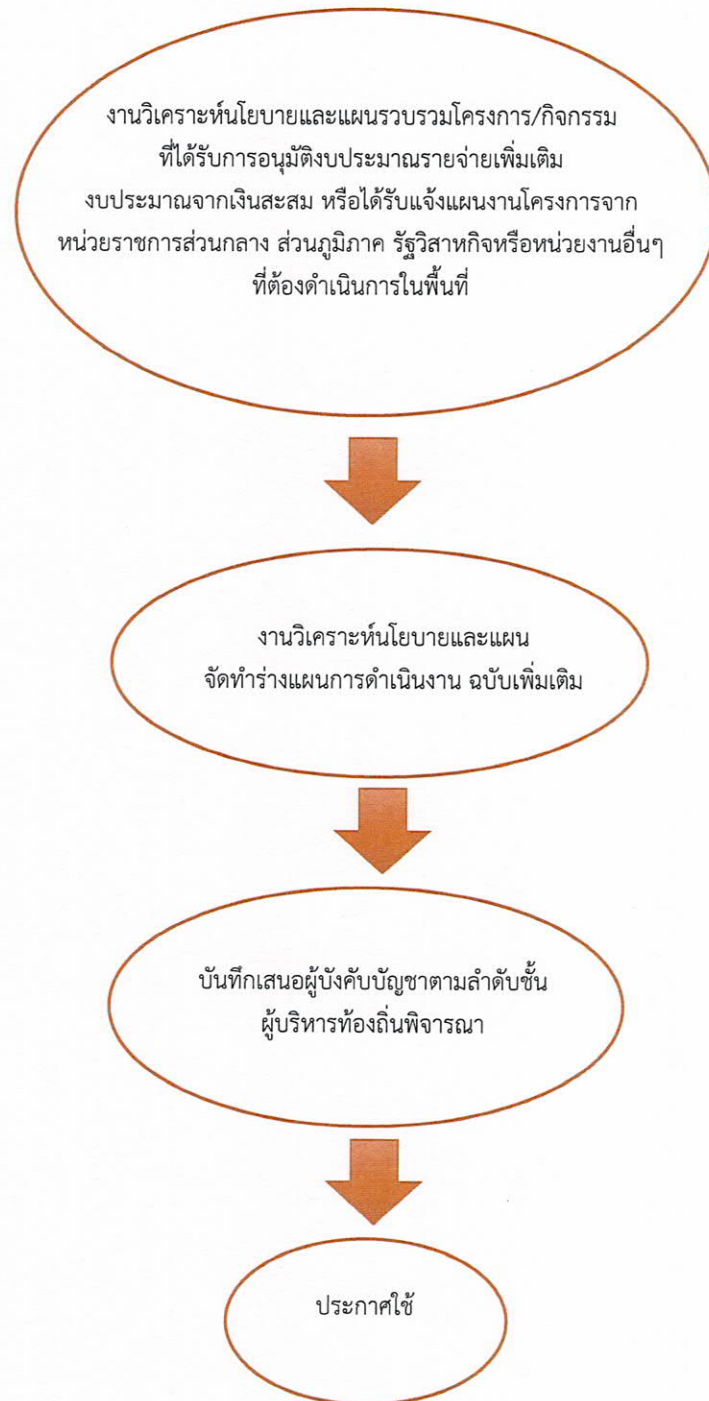 งานวิเคราะห์นโยบายและแผนรวบรวมโครงการ/กิจกรรม
ที่ได้รับการอนุมัติงบประมาณรายจ่ายเพิ่มเติม
งบประมาณจากเงินสะสม หรือได้รับแจ้งแผนงานโครงการจาก
หน่วยราชการส่วนกลาง ส่วนภูมิภาค รัฐวิสาหกิจหรือหน่วยงานอื่นๆ
ที่ต้องดำเนินการในพื้นที่
งานวิเคราะห์นโยบายและแผน
จัดทำร่างแผนการดำเนินงาน ฉบับเพิ่มเติม
บันทึกเสนอผู้บังคับบัญชาตามลำดับชั้น
ผู้บริหารท้องถิ่นพิจารณา
ประกาศใช้